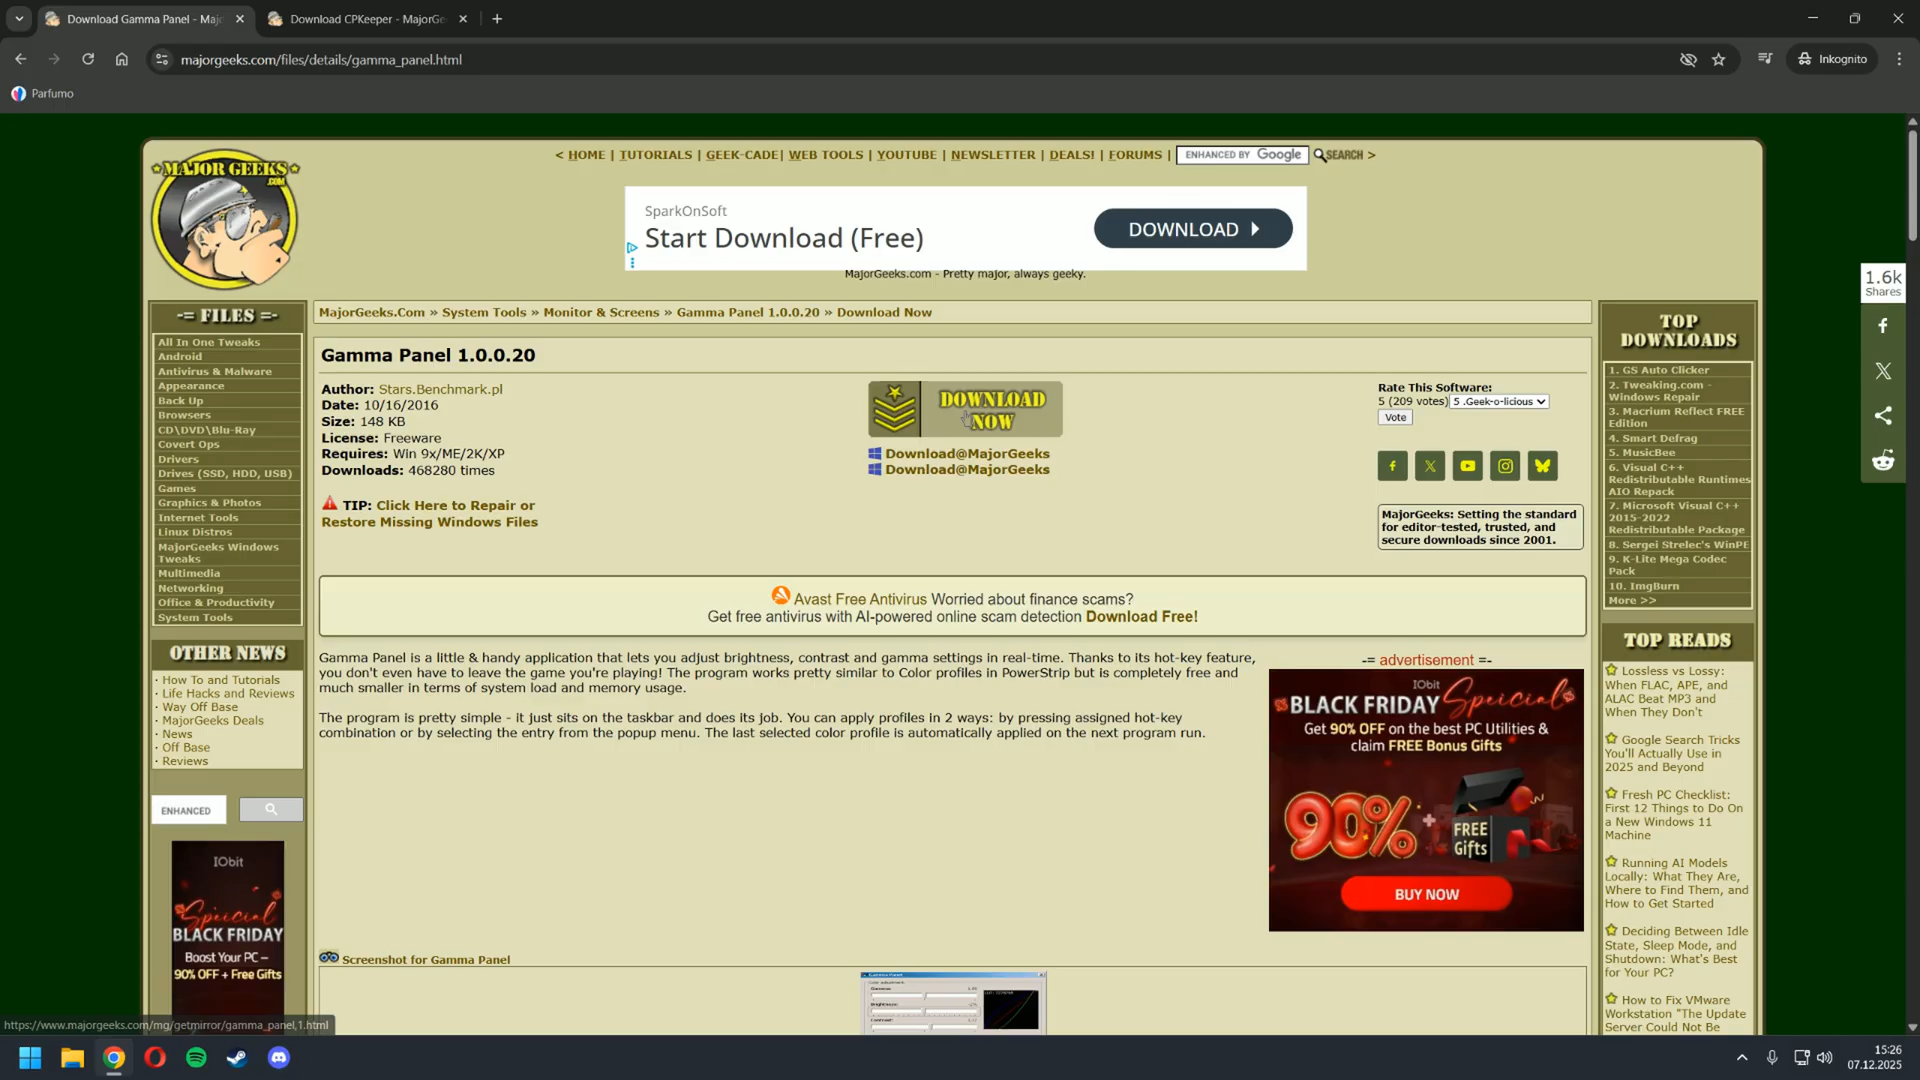 Download Gamma Panel - Maj
Download CPKeeper - MajorGe
majorgeeks.com/files/details/gamma_panel.html
Inkognito
Parfumo
MAJOR GEEKS
.COM
< HOME | TUTORIALS | GEEK-CADE| WEB TOOLS | YOUTUBE | NEWSLETTER | DEALS! | FORUMS | ENHANCED BY Google SEARCH >
SparkOnSoft
Start Download (Free)
DOWNLOAD
MajorGeeks.com - Pretty major, always geeky.
1.6k
Shares
-= FILES =-
All In One Tweaks
Android
Antivirus & Malware
Appearance
Back Up
Browsers
CD\DVD\Blu-Ray
Covert Ops
Drivers
Drives (SSD, HDD, USB)
Games
Graphics & Photos
Internet Tools
Linux Distros
MajorGeeks Windows
Tweaks
Multimedia
Networking
Office & Productivity
System Tools
OTHER NEWS
· How To and Tutorials
· Life Hacks and Reviews
· Way Off Base
· MajorGeeks Deals
· News
· Off Base
· Reviews
ENHANCED
IObit
Special
BLACK FRIDAY
Boost Your PC –
90% OFF + Free Gifts
MajorGeeks.Com » System Tools » Monitor & Screens » Gamma Panel 1.0.0.20 » Download Now
Gamma Panel 1.0.0.20
Author: Stars.Benchmark.pl
Date: 10/16/2016
Size: 148 KB
License: Freeware
Requires: Win 9x/ME/2K/XP
Downloads: 468280 times
TIP: Click Here to Repair or
Restore Missing Windows Files
DOWNLOAD
NOW
Download@MajorGeeks
Download@MajorGeeks
Rate This Software:
5 (209 votes) 5 .Geek-o-licious
Vote
MajorGeeks: Setting the standard
for editor-tested, trusted, and
secure downloads since 2001.
Avast Free Antivirus Worried about finance scams?
Get free antivirus with AI-powered online scam detection Download Free!
Gamma Panel is a little & handy application that lets you adjust brightness, contrast and gamma settings in real-time. Thanks to its hot-key feature,
you don't even have to leave the game you're playing! The program works pretty similar to Color profiles in PowerStrip but is completely free and
much smaller in terms of system load and memory usage.
The program is pretty simple - it just sits on the taskbar and does its job. You can apply profiles in 2 ways: by pressing assigned hot-key
combination or by selecting the entry from the popup menu. The last selected color profile is automatically applied on the next program run.
-= advertisement =-
IObit
BLACK FRIDAY Speicial
Get 90% OFF on the best PC Utilities &
claim FREE Bonus Gifts
90% + FREE
Gifts
BUY NOW
Screenshot for Gamma Panel
TOP
DOWNLOADS
1. GS Auto Clicker
2. Tweaking.com -
Windows Repair
3. Macrium Reflect FREE
Edition
4. Smart Defrag
5. MusicBee
6. Visual C++
Redistributable Runtimes
AIO Repack
7. Microsoft Visual C++
2015-2022
Redistributable Package
8. Sergei Strelec's WinPE
9. K-Lite Mega Codec
Pack
10. ImgBurn
More >>
TOP READS
Lossless vs Lossy:
When FLAC, APE, and
ALAC Beat MP3 and
When They Don't
Google Search Tricks
You'll Actually Use in
2025 and Beyond
Fresh PC Checklist:
First 12 Things to Do On
a New Windows 11
Machine
Running AI Models
Locally: What They Are,
Where to Find Them, and
How to Get Started
Deciding Between Idle
State, Sleep Mode, and
Shutdown: What's Best
for Your PC?
How to Fix VMware
Workstation "The Update
Server Could Not Be
https://www.majorgeeks.com/mg/getmirror/gamma_panel,1.html
15:26
07.12.2025